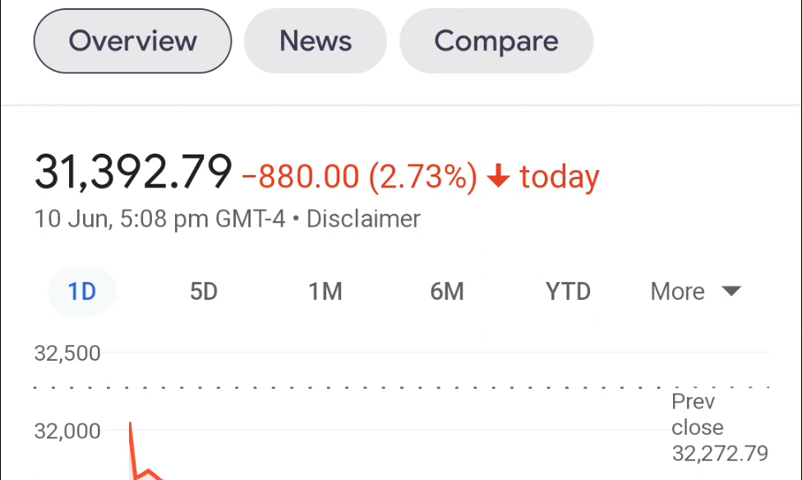 Overview News Compare
31,392.79 −880.00 (2.73%) ↓ today
10 Jun, 5:08 pm GMT-4 • Disclaimer
1D 5D 1M 6M YTD More
32,500
Prev
close
32,272.79
32,000